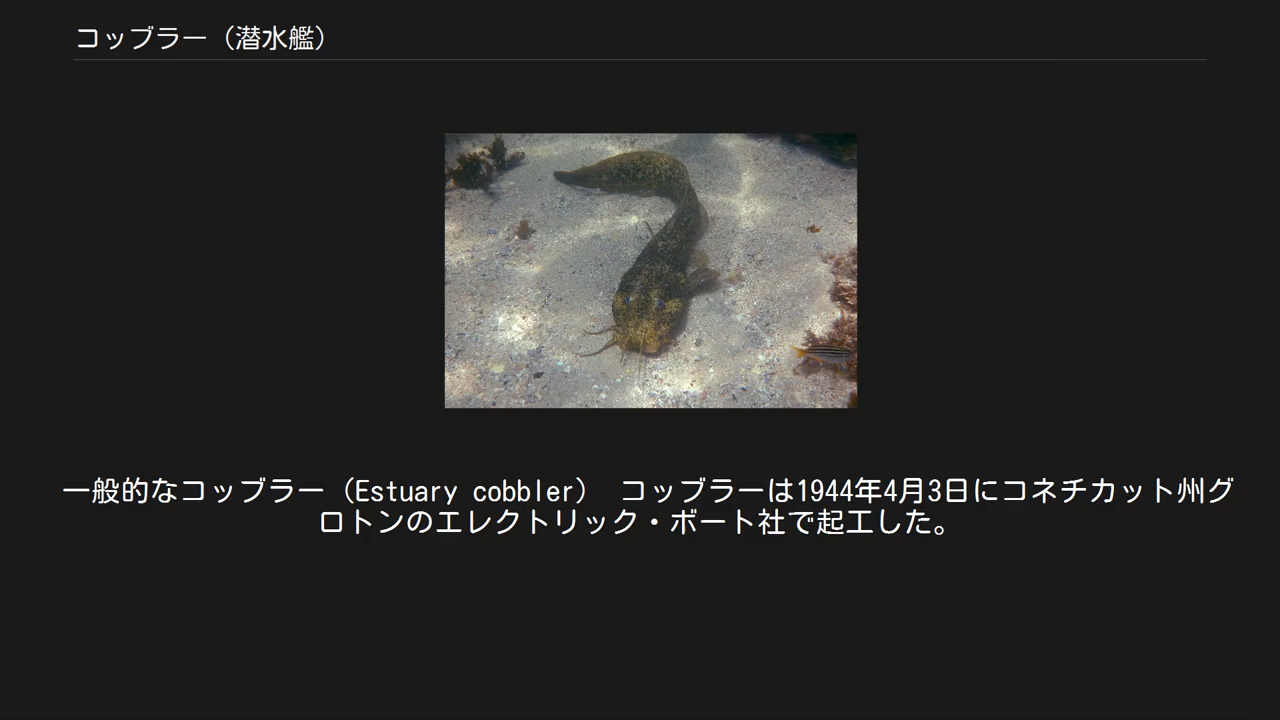 コッブラー（潜水艦）
一般的なコッブラー（Estuary cobbler） コッブラーは1944年4月3日にコネチカット州グ
ロトンのエレクトリック・ボート社で起工した。